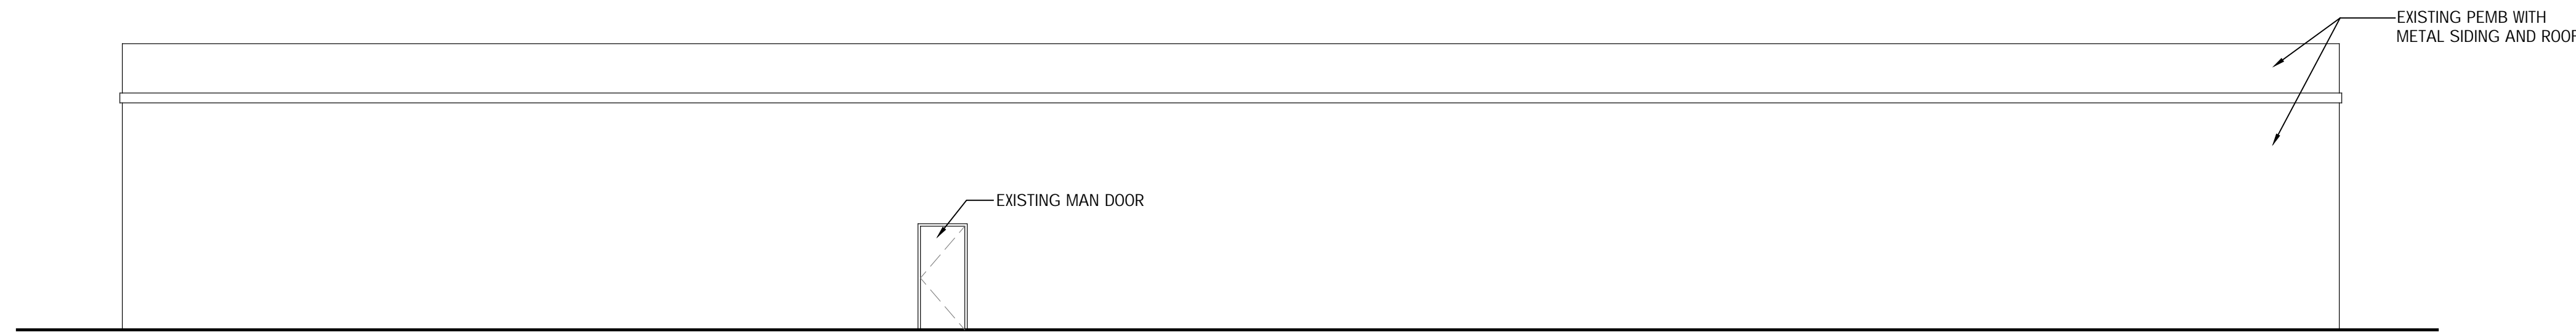 EXISTING PEMB WITH
METAL SIDING AND ROOF
EXISTING MAN DOOR